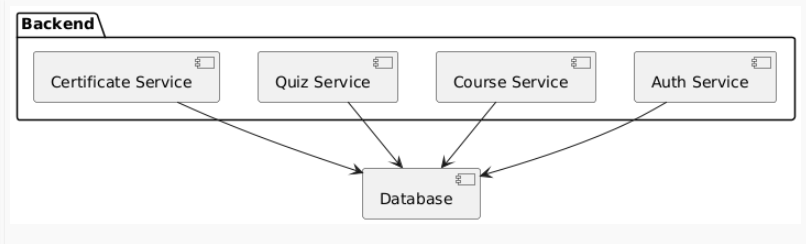 Backend
Certificate Service
Quiz Service
Course Service
Auth Service
Database